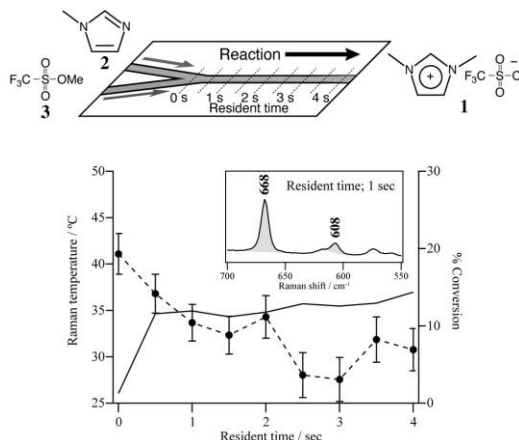 N
N
2
F₃C
O
S
O
OMe
3
Reaction
0 s 1 s 2 s 3 s 4 s
Resident time
N
+
N
F₃C
O
S
O
O
−
1
50
45
40
35
30
25
Raman temperature / °C
668
608
Resident time; 1 sec
700 650 600 550
Raman shift / cm⁻¹
30
20
10
0
% Conversion
0 1 2 3 4
Resident time / sec